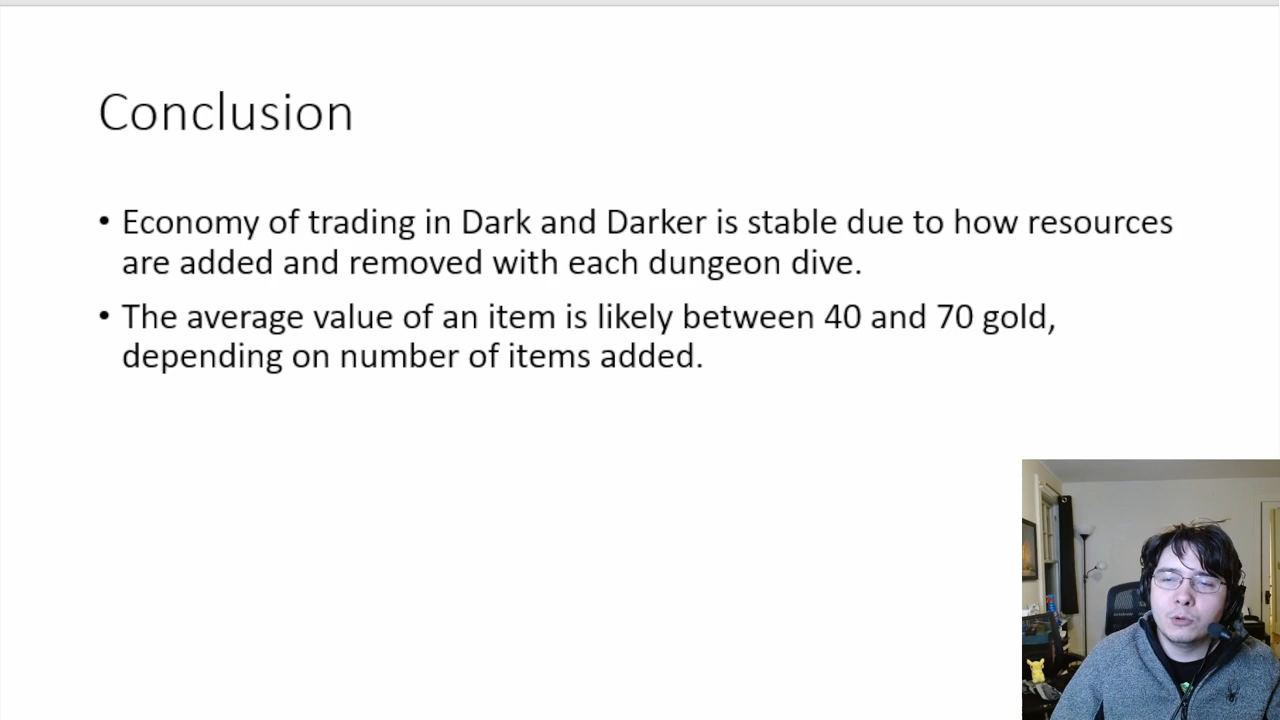 Conclusion
• Economy of trading in Dark and Darker is stable due to how resources
are added and removed with each dungeon dive.
• The average value of an item is likely between 40 and 70 gold,
depending on number of items added.